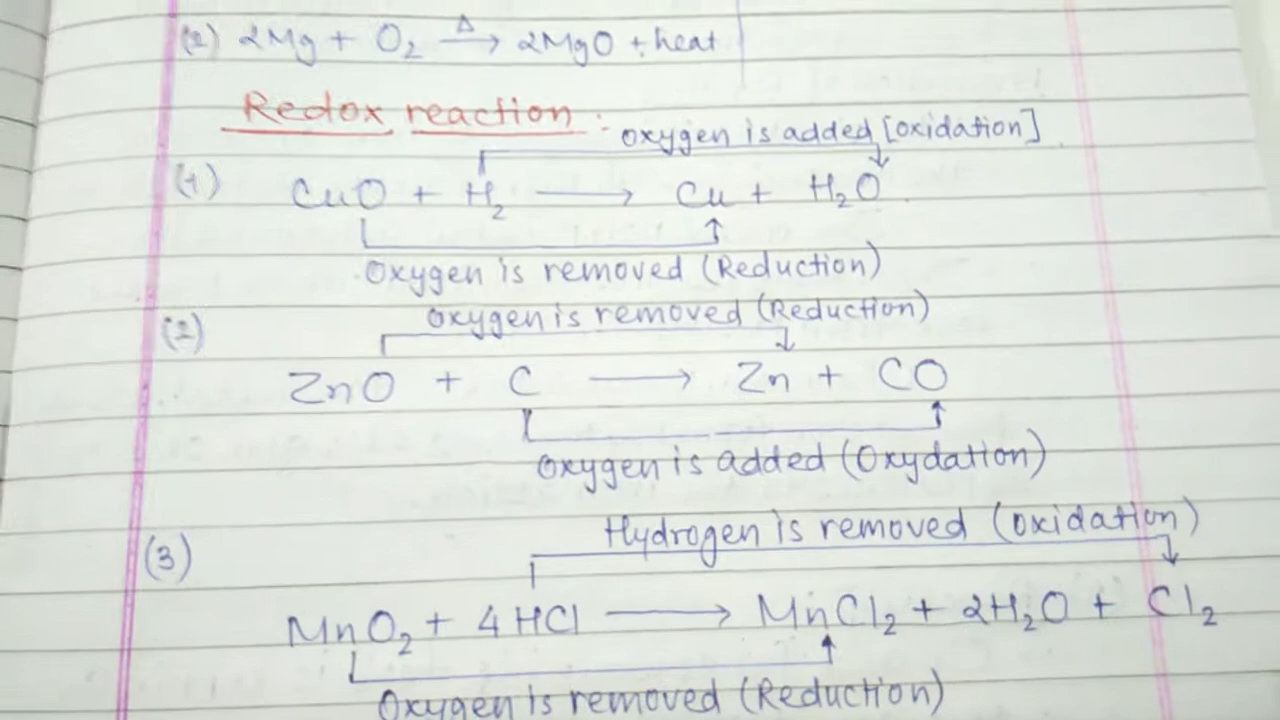 (2) 2Mg + O₂ —Δ→ 2MgO + heat
Redox reaction :
oxygen is added [oxidation]
(1) CuO + H₂ ⟶ Cu + H₂O
Oxygen is removed (Reduction)
oxygen is removed (Reduction)
(2)
ZnO + C ⟶ Zn + CO
Oxygen is added (Oxydation)
Hydrogen is removed (oxidation)
(3)
MnO₂ + 4HCl ⟶ MnCl₂ + 2H₂O + Cl₂
Oxygen is removed (Reduction)